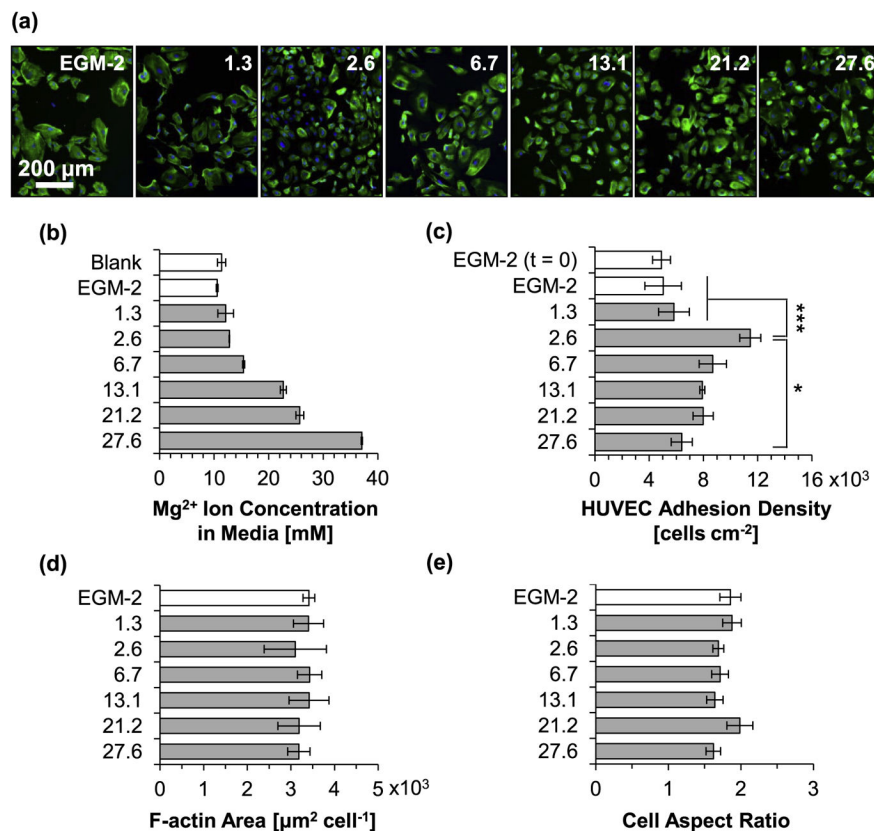 (a)
EGM-2 1.3 2.6 6.7 13.1 21.2 27.6
200 µm
(b)
Blank
EGM-2
1.3
2.6
6.7
13.1
21.2
27.6
0 10 20 30 40
Mg²⁺ Ion Concentration
in Media [mM]
(c)
EGM-2 (t = 0)
EGM-2
1.3
2.6
6.7
13.1
21.2
27.6
****
*
0 4 8 12 16 x10³
HUVEC Adhesion Density
[cells cm⁻²]
(d)
EGM-2
1.3
2.6
6.7
13.1
21.2
27.6
0 5 x10³
F-actin Area [µm² cell⁻¹]
(e)
EGM-2
1.3
2.6
6.7
13.1
21.2
27.6
0 1 2 3
Cell Aspect Ratio